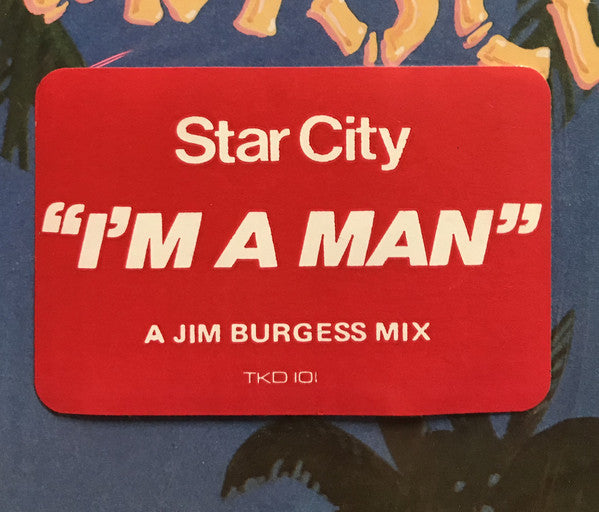 Star City
“I’M A MAN”
A JIM BURGESS MIX
TKD 101